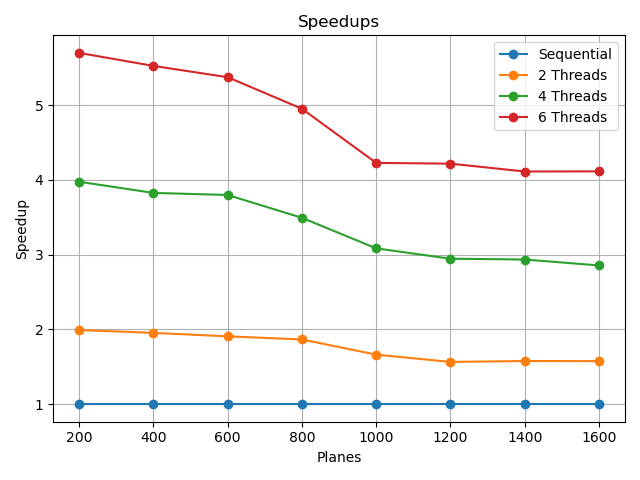 Speedups
Sequential
2 Threads
4 Threads
6 Threads
5
4
3
2
1
Speedup
200 400 600 800 1000 1200 1400 1600
Planes